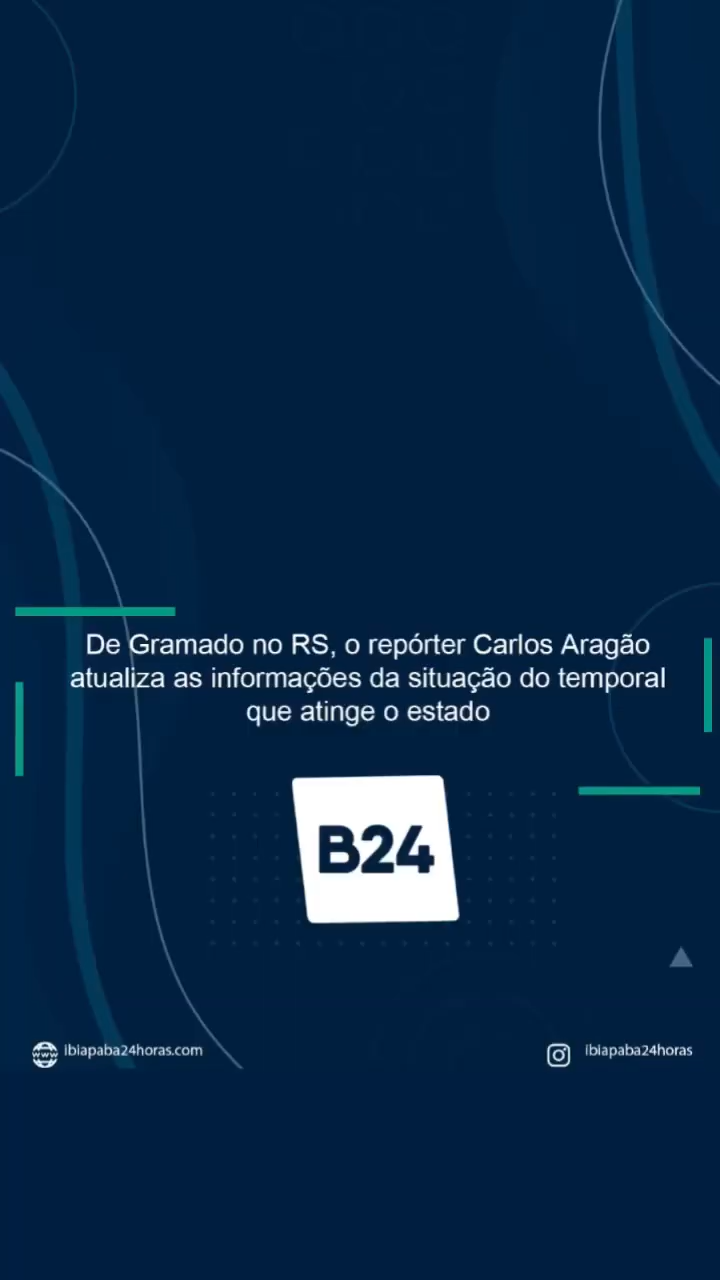 De Gramado no RS, o repórter Carlos Aragão
atualiza as informações da situação do temporal
que atinge o estado
B24
www ibiapaba24horas.com
ibiapaba24horas